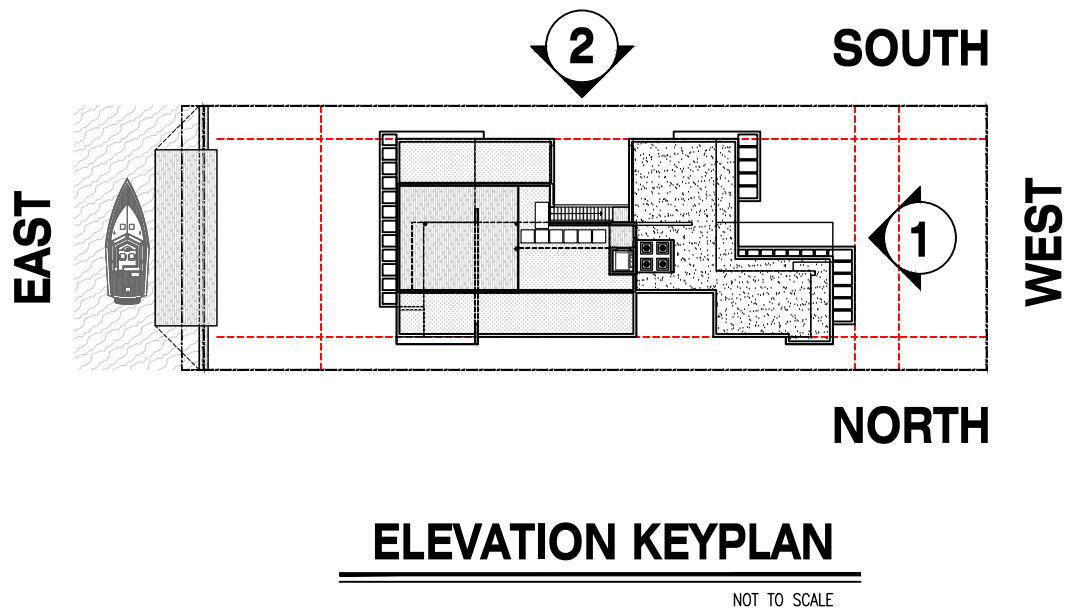 2
SOUTH
EAST
1
WEST
NORTH
ELEVATION KEYPLAN
NOT TO SCALE